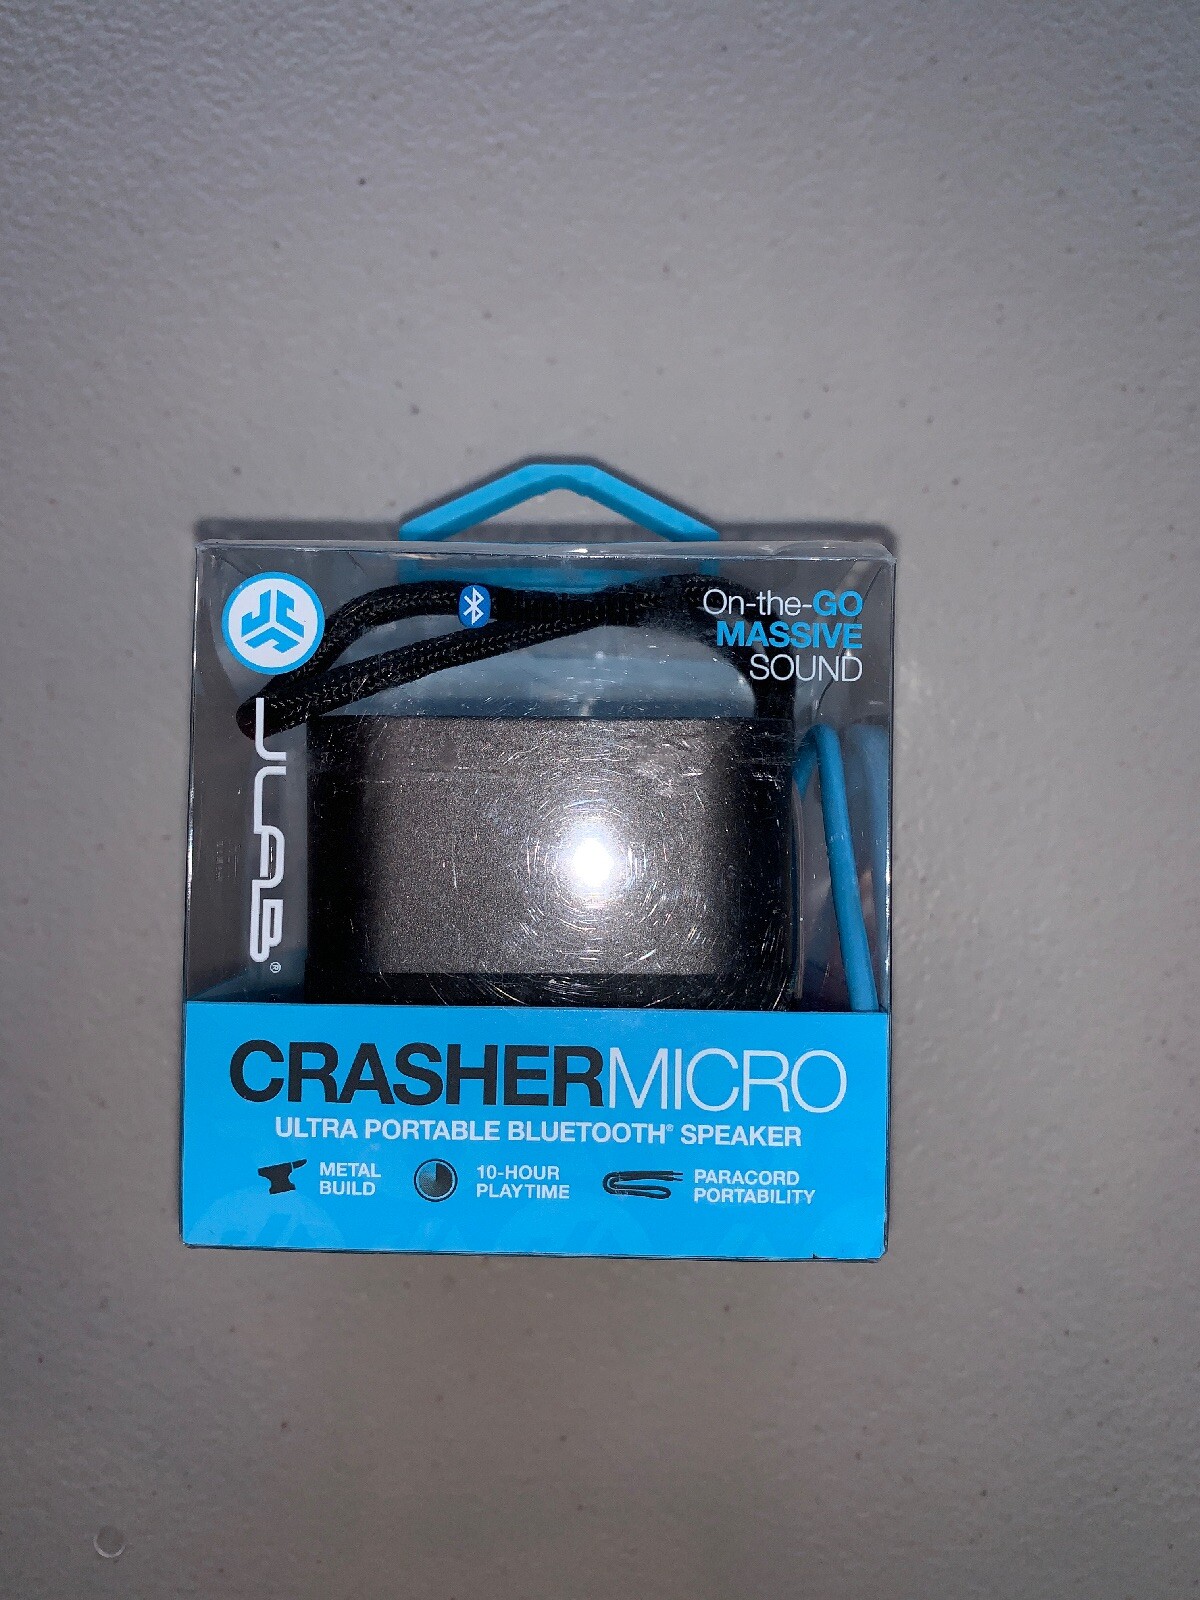 On-the-GO
MASSIVE
SOUND
JLAB®
CRASHERMICRO
ULTRA PORTABLE BLUETOOTH® SPEAKER
METAL
BUILD
10-HOUR
PLAYTIME
PARACORD
PORTABILITY